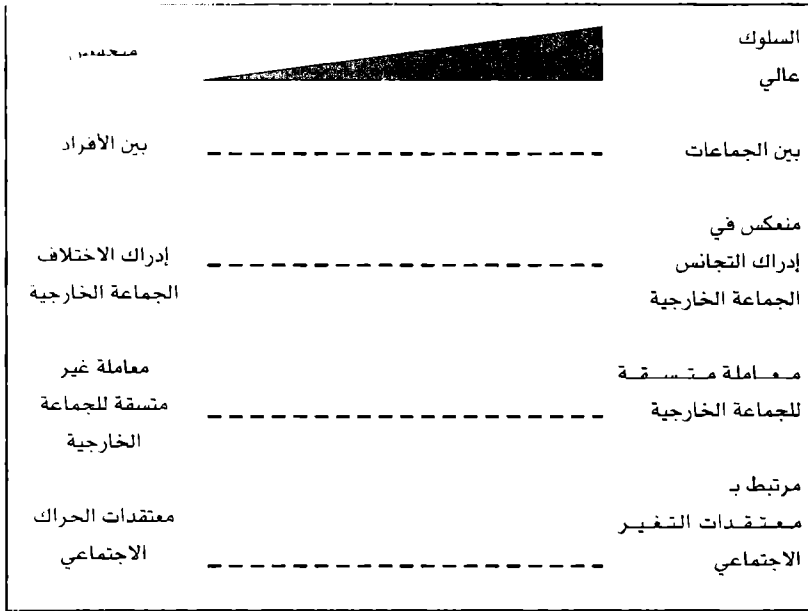 السلوك
عالي
بين الجماعات
بين الأفراد
منعكس في
إدراك التجانس
الجماعة الخارجية
إدراك الاختلاف
الجماعة الخارجية
معاملة متسقة
للجماعة الخارجية
معاملة غير
متسقة للجماعة
الخارجية
مرتبط بـ
معتقدات التغير
الاجتماعي
معتقدات الحراك
الاجتماعي